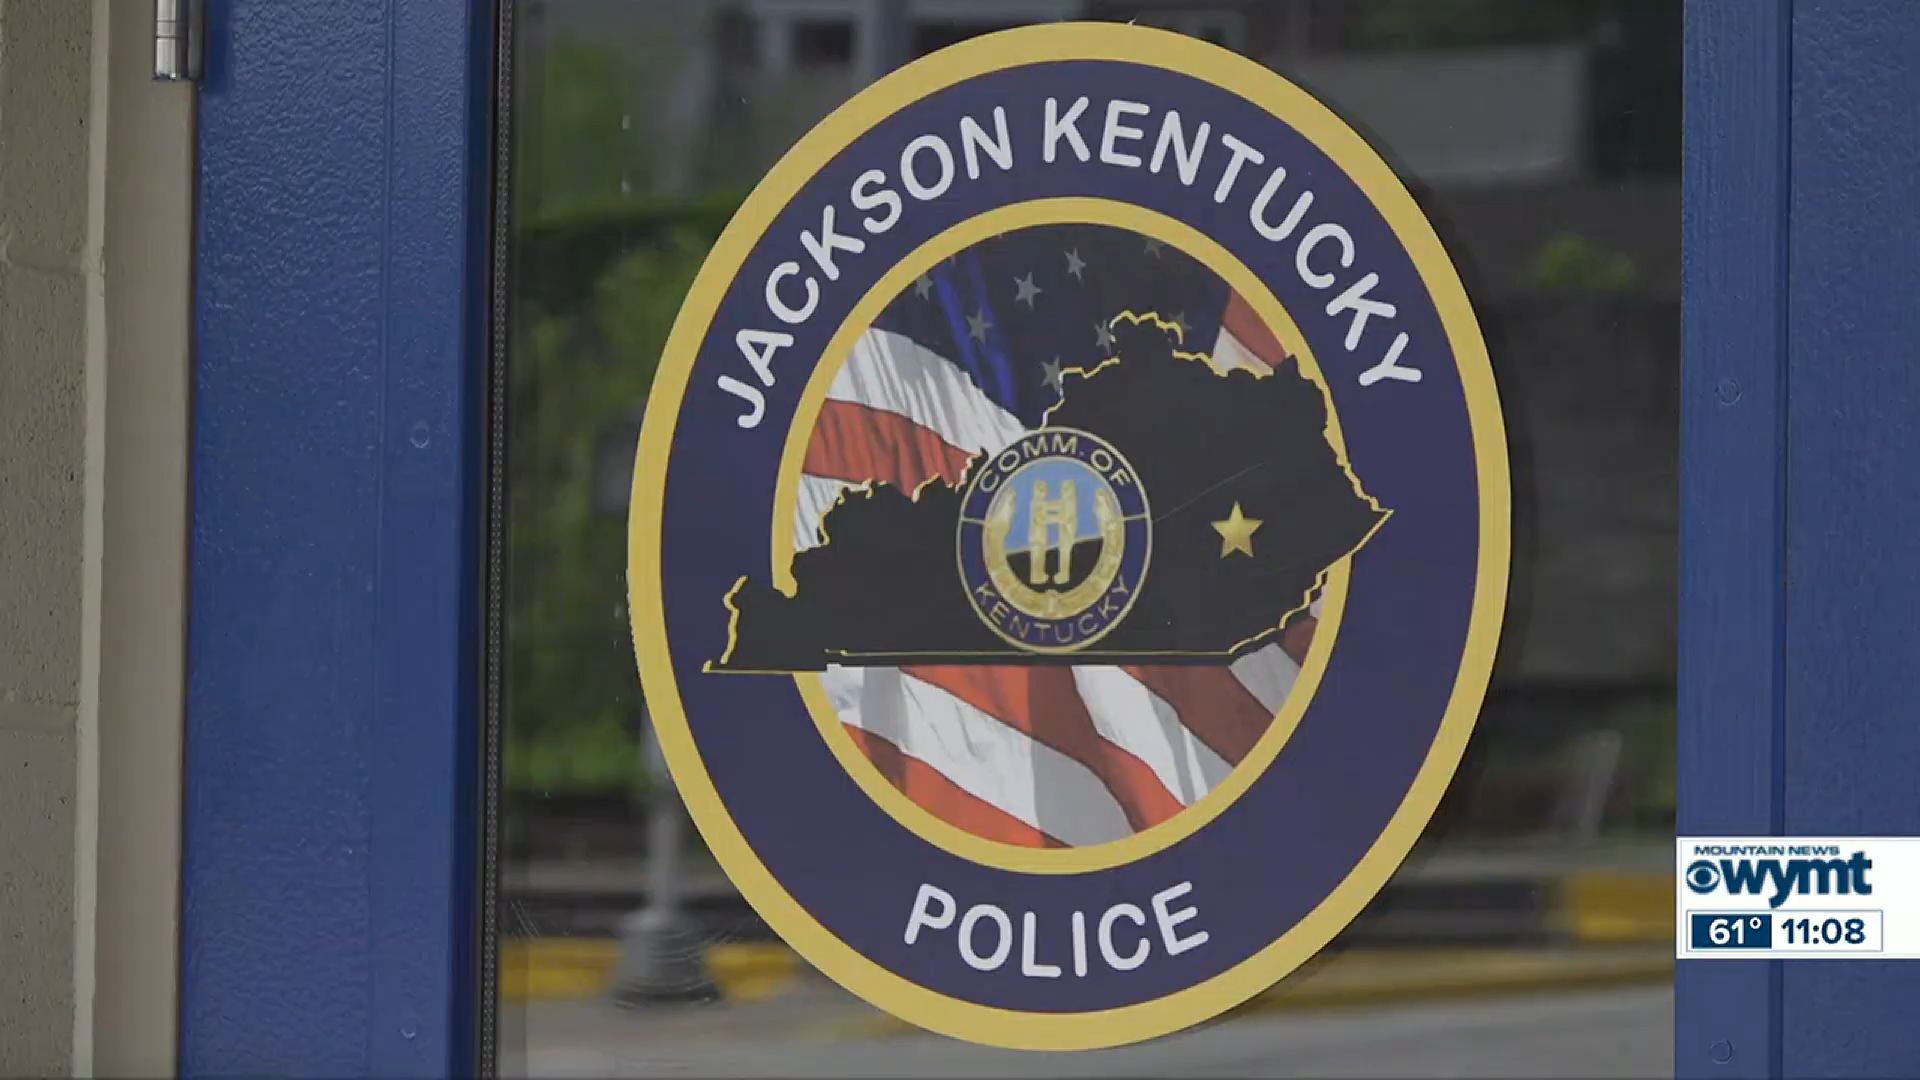 JACKSON KENTUCKY
COMM. OF
KENTUCKY
POLICE
MOUNTAIN NEWS
wymt
61° 11:08